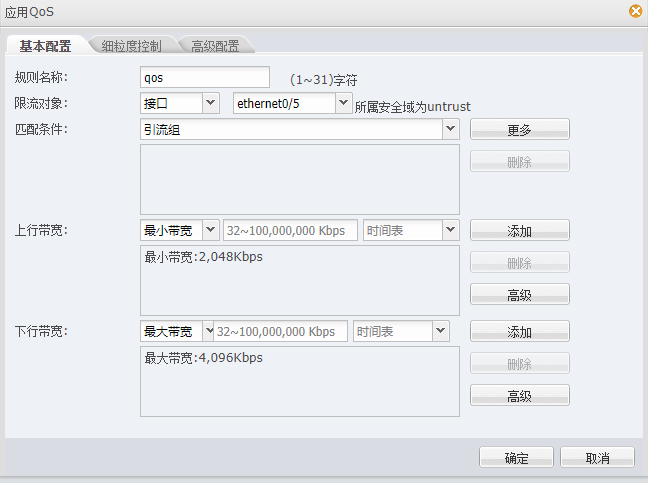 应用QoS
基本配置 细粒度控制 高级配置
规则名称: qos (1~31)字符
限流对象: 接口 ethernet0/5 所属安全域为untrust
匹配条件: 引流组 更多
删除
上行带宽: 最小带宽 32~100,000,000 Kbps 时间表 添加
最小带宽:2,048Kbps 删除
高级
下行带宽: 最大带宽 32~100,000,000 Kbps 时间表 添加
最大带宽:4,096Kbps 删除
高级
确定 取消